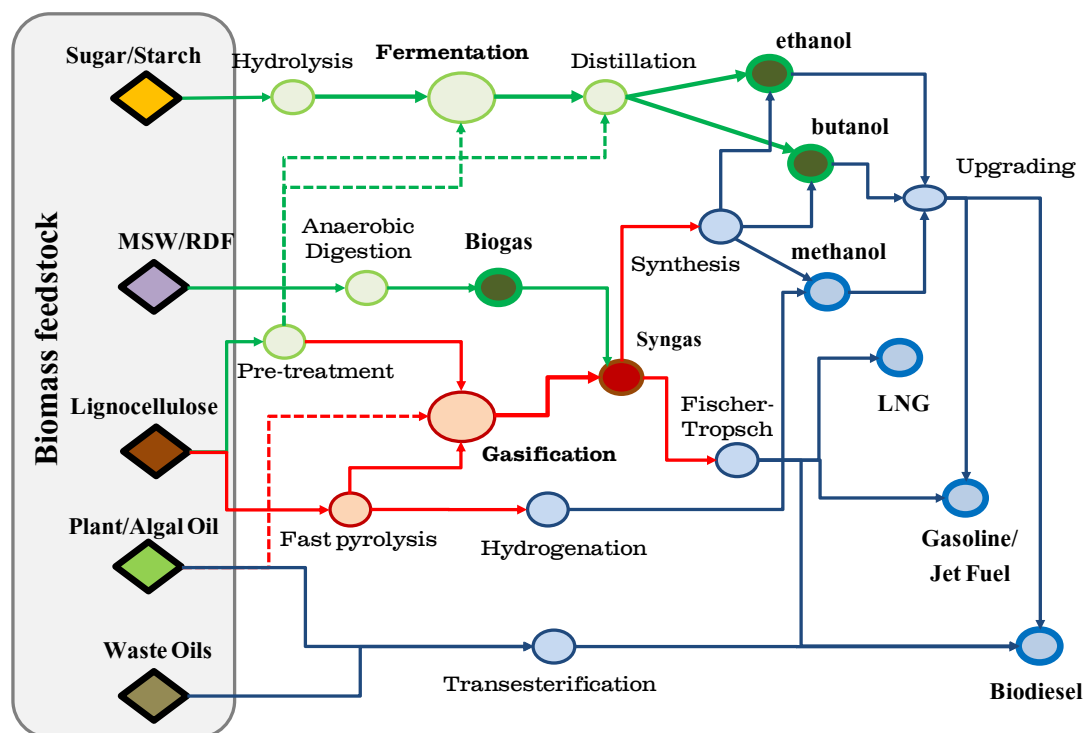 Biomass feedstock
Sugar/Starch
Hydrolysis
Fermentation
Distillation
ethanol
butanol
Upgrading
MSW/RDF
Anaerobic
Digestion
Biogas
Synthesis
methanol
Pre-treatment
Syngas
Lignocellulose
Gasification
Fischer-
Tropsch
LNG
Plant/Algal Oil
Fast pyrolysis
Hydrogenation
Gasoline/
Jet Fuel
Waste Oils
Transesterification
Biodiesel